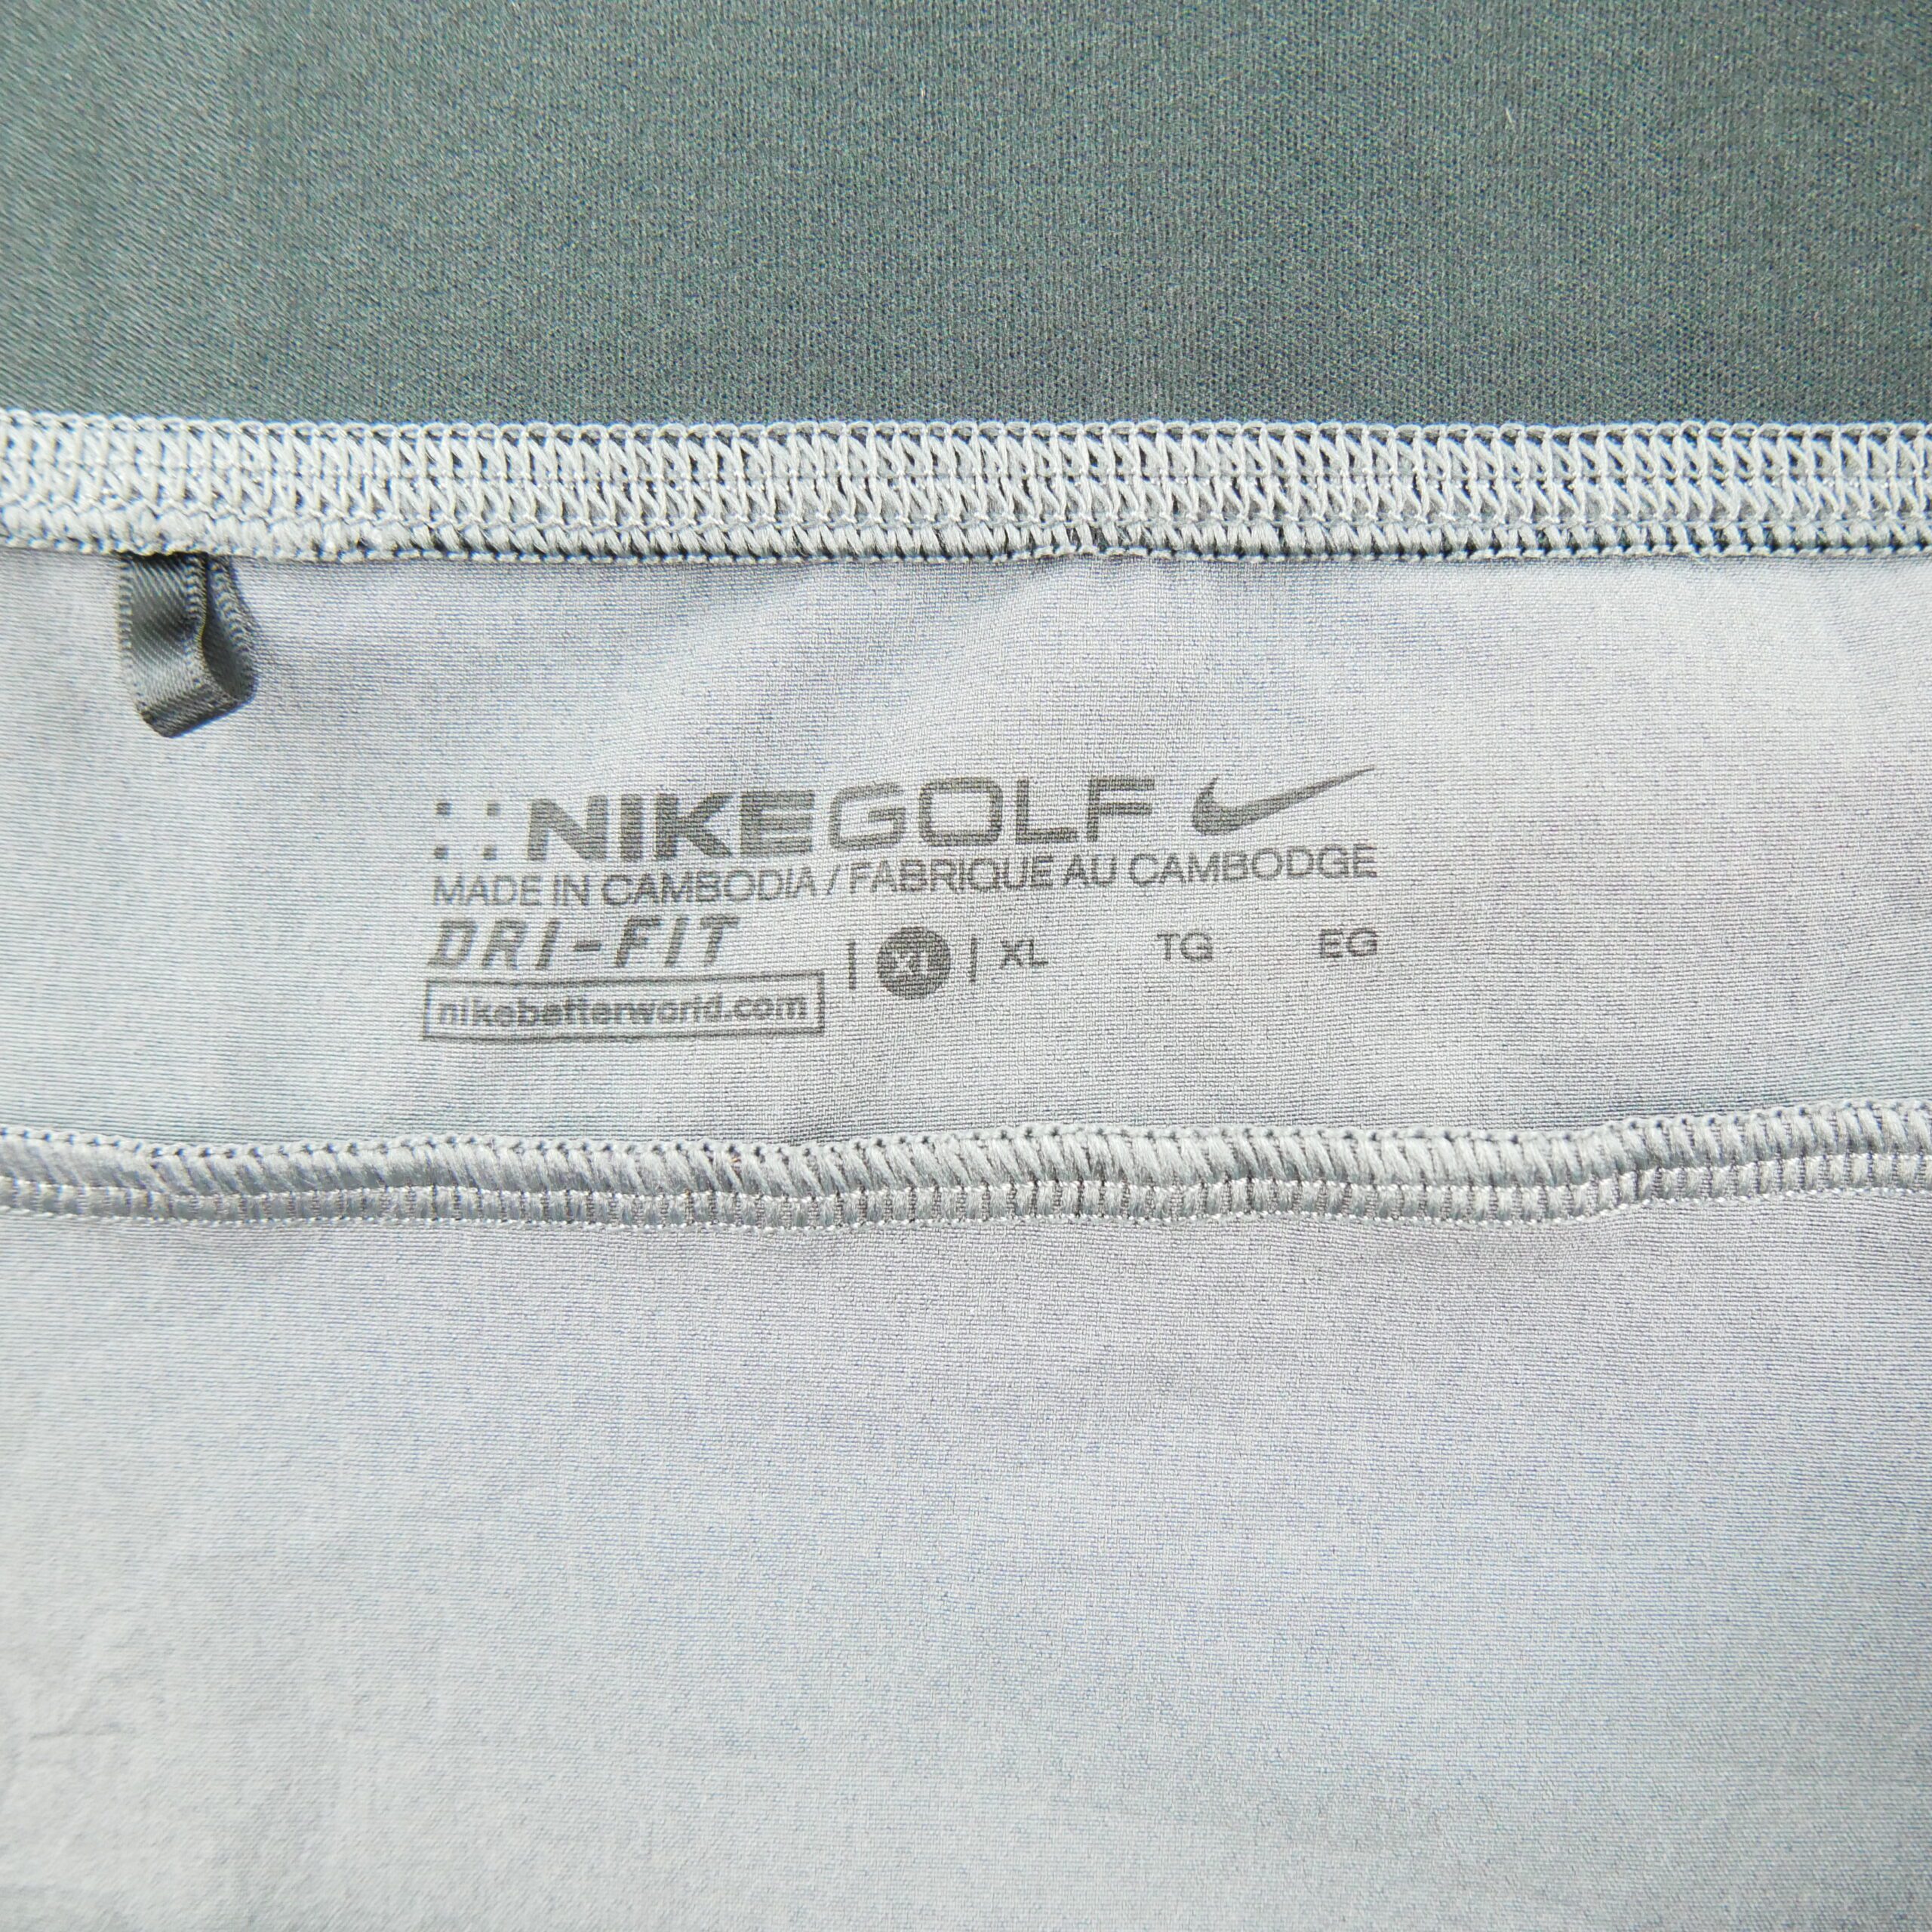 NIKEGOLF
MADE IN CAMBODIA / FABRIQUE AU CAMBODGE
DRI-FIT
| XL | XL TG EG
nikebetterworld.com